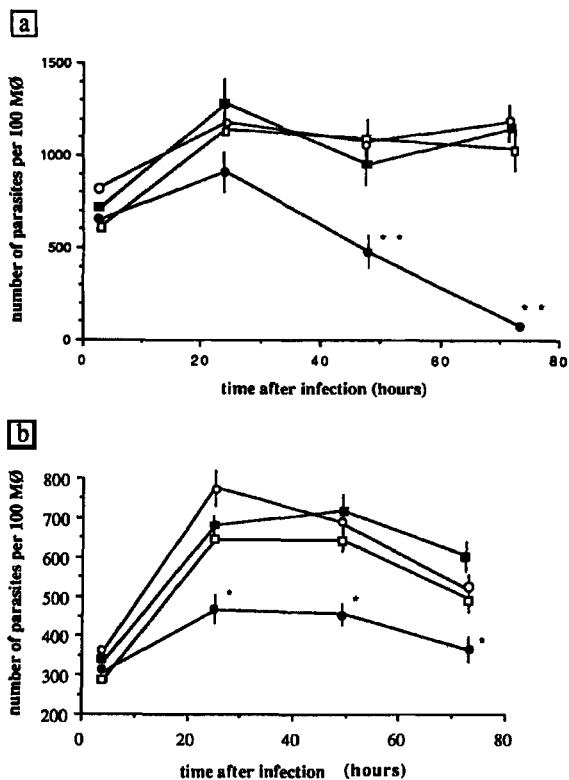 a
number of parasites per 100 MØ
1500
1000
500
0
0 20 40 60 80
* *
* *
time after infection (hours)
b
number of parasites per 100 MØ
800
700
600
500
400
300
200
0 20 40 60 80
*
*
*
time after infection (hours)